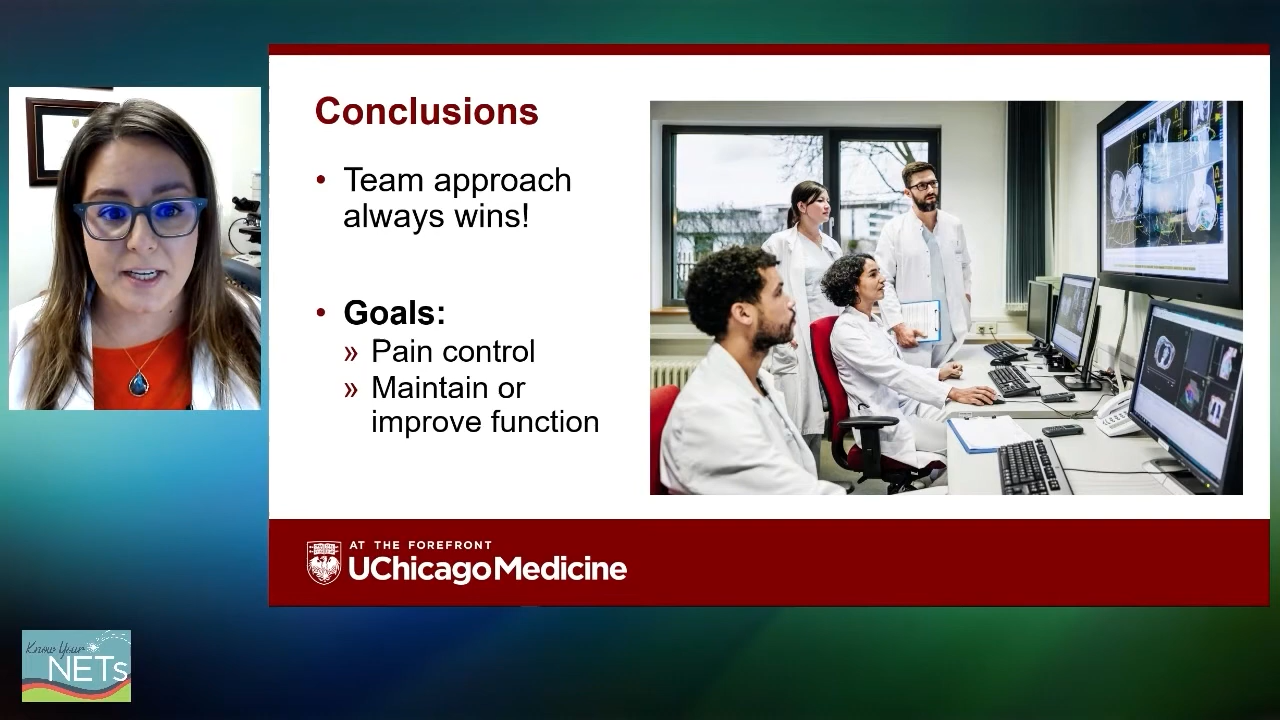 Conclusions
• Team approach
always wins!
• Goals:
» Pain control
» Maintain or
improve function
AT THE FOREFRONT
UChicagoMedicine
Know Your
NETs